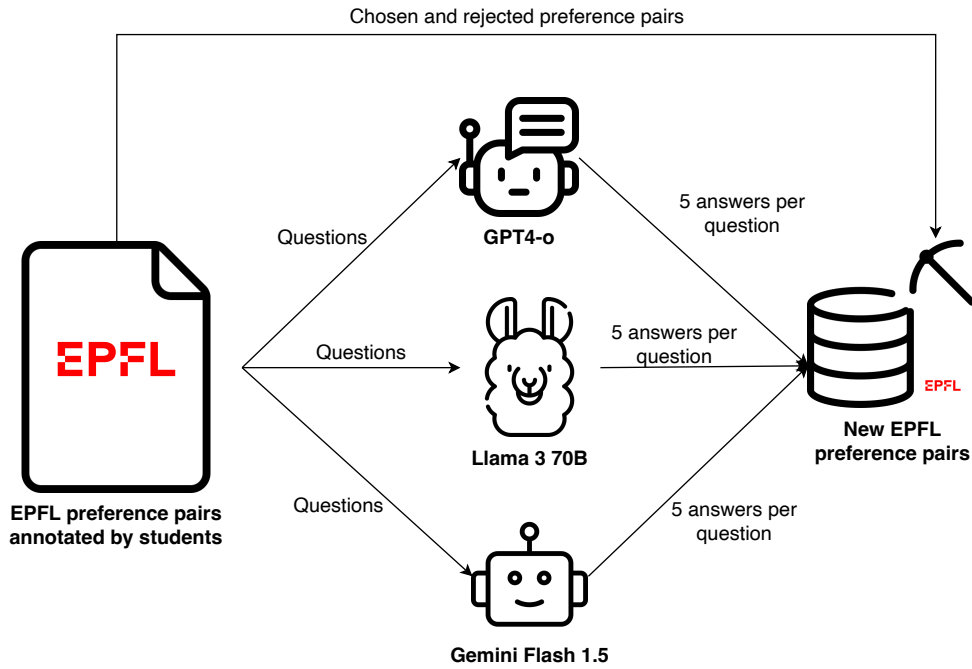 Chosen and rejected preference pairs
Questions
GPT4-o
5 answers per
question
EPFL
EPFL preference pairs
annotated by students
Questions
Llama 3 70B
5 answers per
question
EPFL
New EPFL
preference pairs
Questions
Gemini Flash 1.5
5 answers per
question